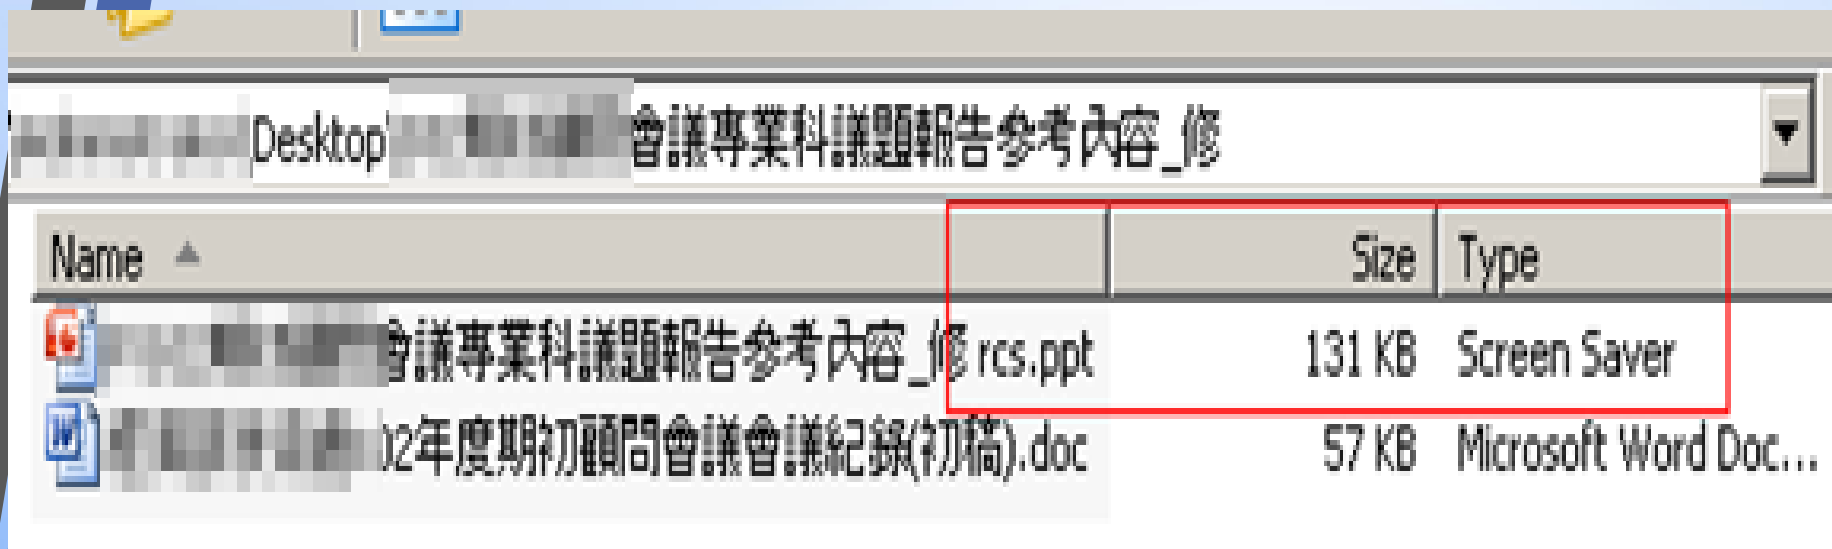 Desktop 會議專業科議題報告參考內容_修
Name Size Type
會議專業科議題報告參考內容_修 rcs.ppt 131 KB Screen Saver
02年度期初顧問會議會議紀錄(初稿).doc 57 KB Microsoft Word Doc...